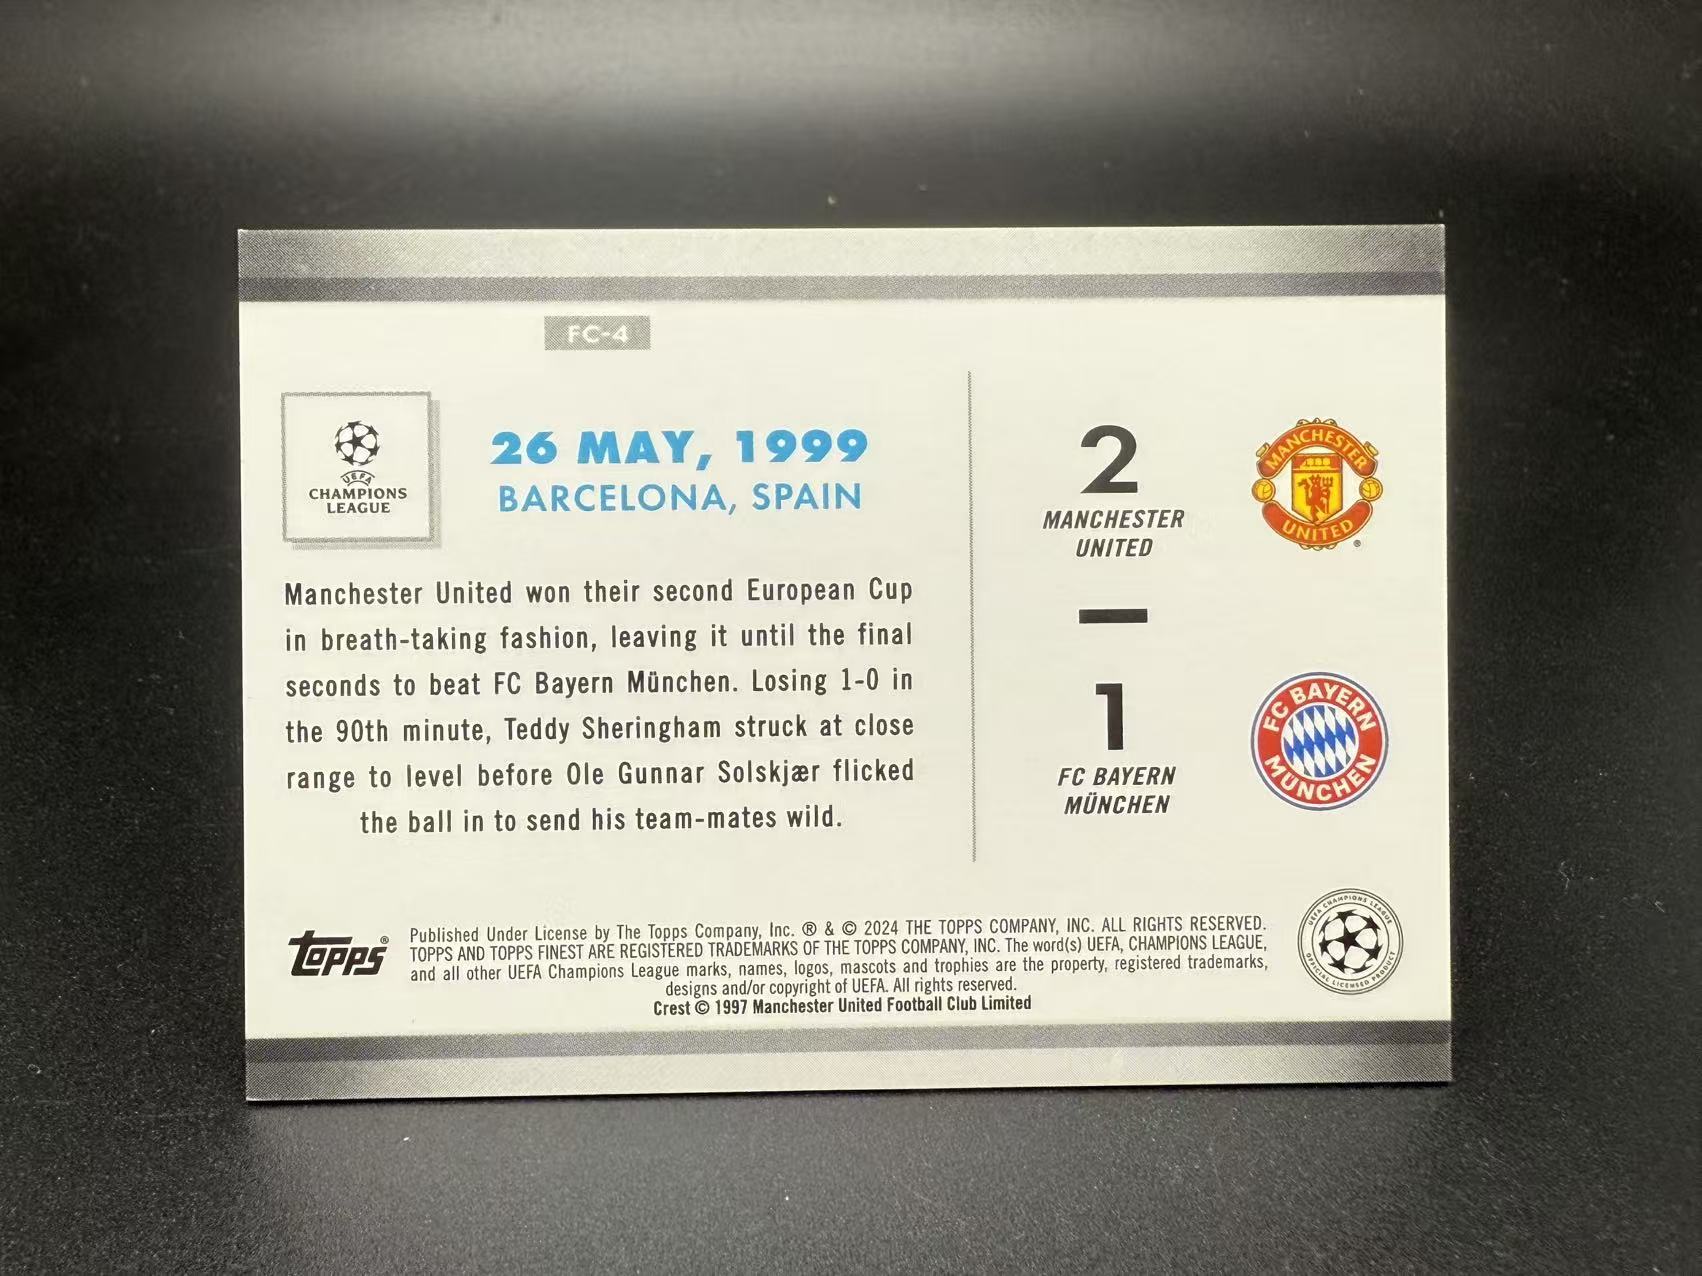 FC-4
UEFA
CHAMPIONS
LEAGUE
26 MAY, 1999
BARCELONA, SPAIN
Manchester United won their second European Cup
in breath-taking fashion, leaving it until the final
seconds to beat FC Bayern München. Losing 1-0 in
the 90th minute, Teddy Sheringham struck at close
range to level before Ole Gunnar Solskjær flicked
the ball in to send his team-mates wild.
2
MANCHESTER
UNITED
MANCHESTER
UNITED
®
—
1
FC BAYERN
MÜNCHEN
FC BAYERN
MÜNCHEN
Topps®
Published Under License by The Topps Company, Inc. ® & © 2024 THE TOPPS COMPANY, INC. ALL RIGHTS RESERVED.
TOPPS AND TOPPS FINEST ARE REGISTERED TRADEMARKS OF THE TOPPS COMPANY, INC. The word(s) UEFA, CHAMPIONS LEAGUE,
and all other UEFA Champions League marks, names, logos, mascots and trophies are the property, registered trademarks,
designs and/or copyright of UEFA. All rights reserved.
Crest © 1997 Manchester United Football Club Limited
UEFA CHAMPIONS LEAGUE
OFFICIAL LICENSED PRODUCT